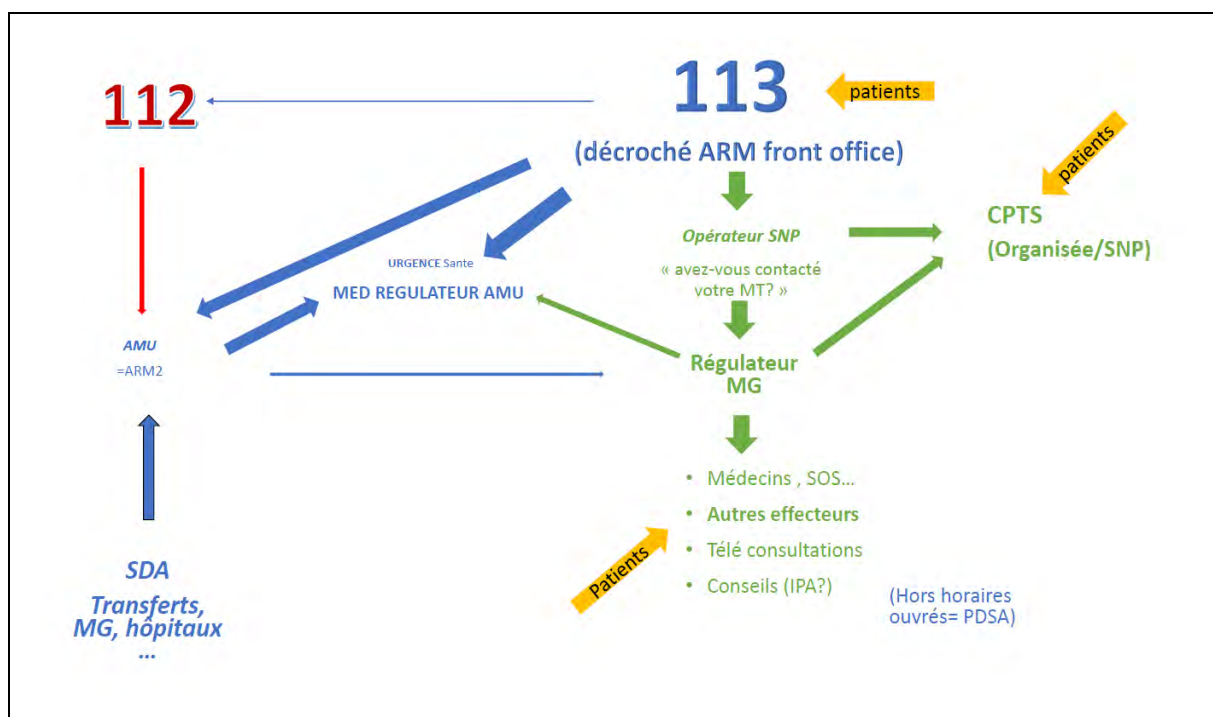 112
113
patients
(décroché ARM front office)
patients
CPTS
(Organisée/SNP)
Opérateur SNP
« avez-vous contacté
votre MT? »
URGENCE Sante
MED REGULATEUR AMU
AMU
=ARM2
Régulateur
MG
• Médecins , SOS...
• Autres effecteurs
• Télé consultations
• Conseils (IPA?)
Patients
(Hors horaires
ouvrés= PDSA)
SDA
Transferts,
MG, hôpitaux
...